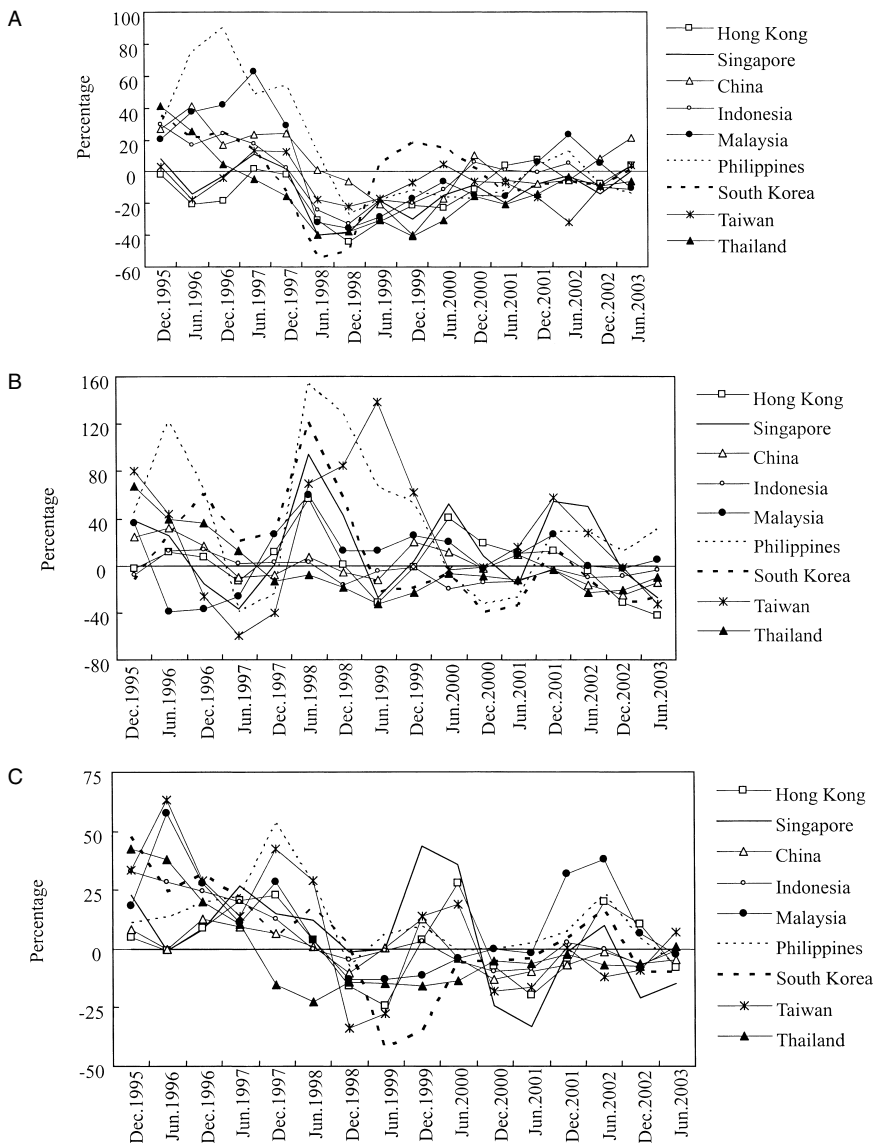 A
100
80
60
40
20
0
-20
-40
-60
Percentage
Dec.1995
Jun.1996
Dec.1996
Jun.1997
Dec.1997
Jun.1998
Dec.1998
Jun.1999
Dec.1999
Jun.2000
Dec.2000
Jun.2001
Dec.2001
Jun.2002
Dec.2002
Jun.2003
Hong Kong
Singapore
China
Indonesia
Malaysia
Philippines
South Korea
Taiwan
Thailand
B
160
120
80
40
0
-40
-80
Percentage
Dec.1995
Jun.1996
Dec.1996
Jun.1997
Dec.1997
Jun.1998
Dec.1998
Jun.1999
Dec.1999
Jun.2000
Dec.2000
Jun.2001
Dec.2001
Jun.2002
Dec.2002
Jun.2003
Hong Kong
Singapore
China
Indonesia
Malaysia
Philippines
South Korea
Taiwan
Thailand
C
75
50
25
0
-25
-50
Percentage
Dec.1995
Jun.1996
Dec.1996
Jun.1997
Dec.1997
Jun.1998
Dec.1998
Jun.1999
Dec.1999
Jun.2000
Dec.2000
Jun.2001
Dec.2001
Jun.2002
Dec.2002
Jun.2003
Hong Kong
Singapore
China
Indonesia
Malaysia
Philippines
South Korea
Taiwan
Thailand